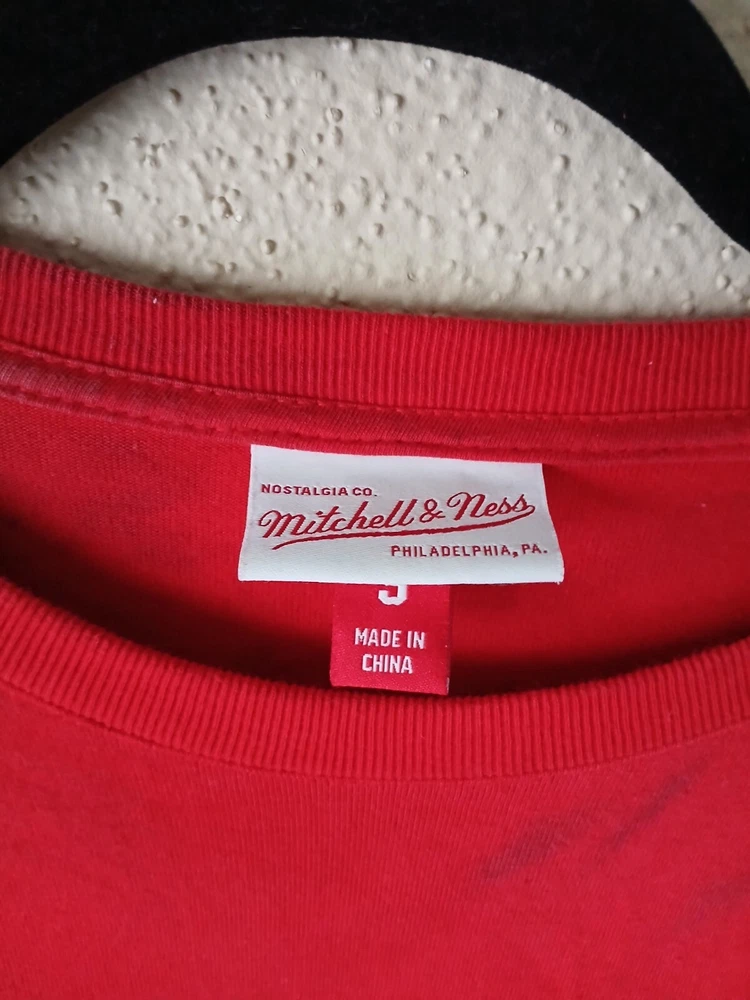 NOSTALGIA CO.
Mitchell & Ness
PHILADELPHIA, PA.
MADE IN
CHINA